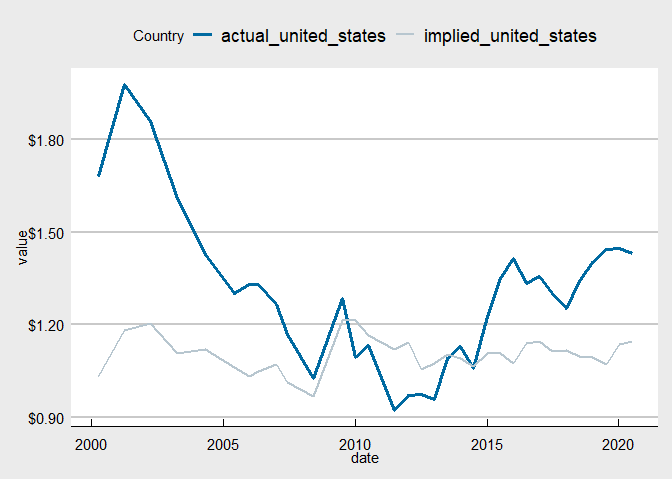 Country actual_united_states implied_united_states
$1.80
$1.50
value
$1.20
$0.90
2000 2005 2010 2015 2020
date